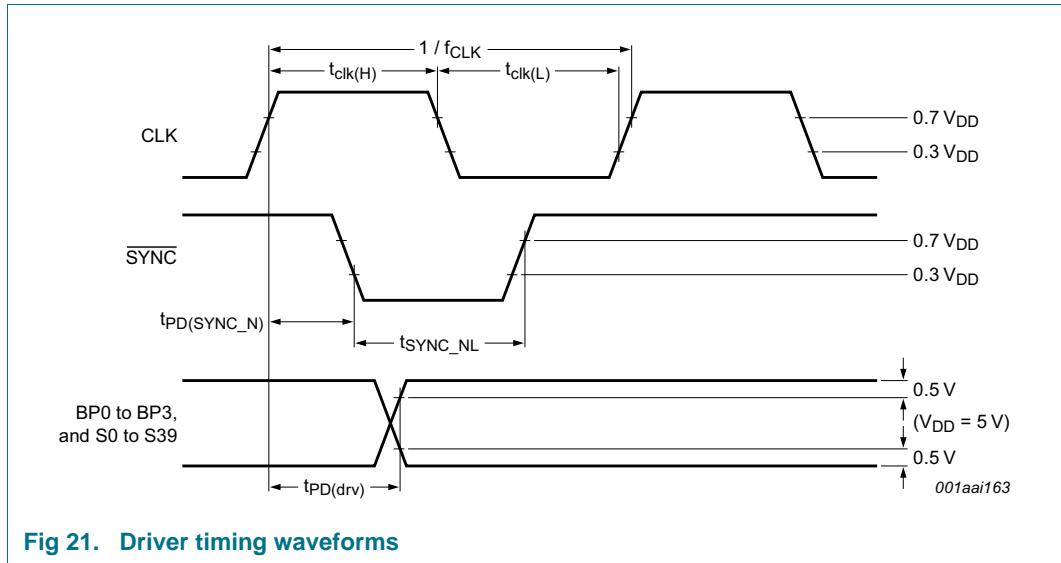 1 / fCLK
tclk(H)
tclk(L)
CLK
0.7 VDD
0.3 VDD
SYNC
0.7 VDD
0.3 VDD
tPD(SYNC_N)
tSYNC_NL
BP0 to BP3,
and S0 to S39
0.5 V
(VDD = 5 V)
0.5 V
tPD(drv)
001aai163
Fig 21. Driver timing waveforms